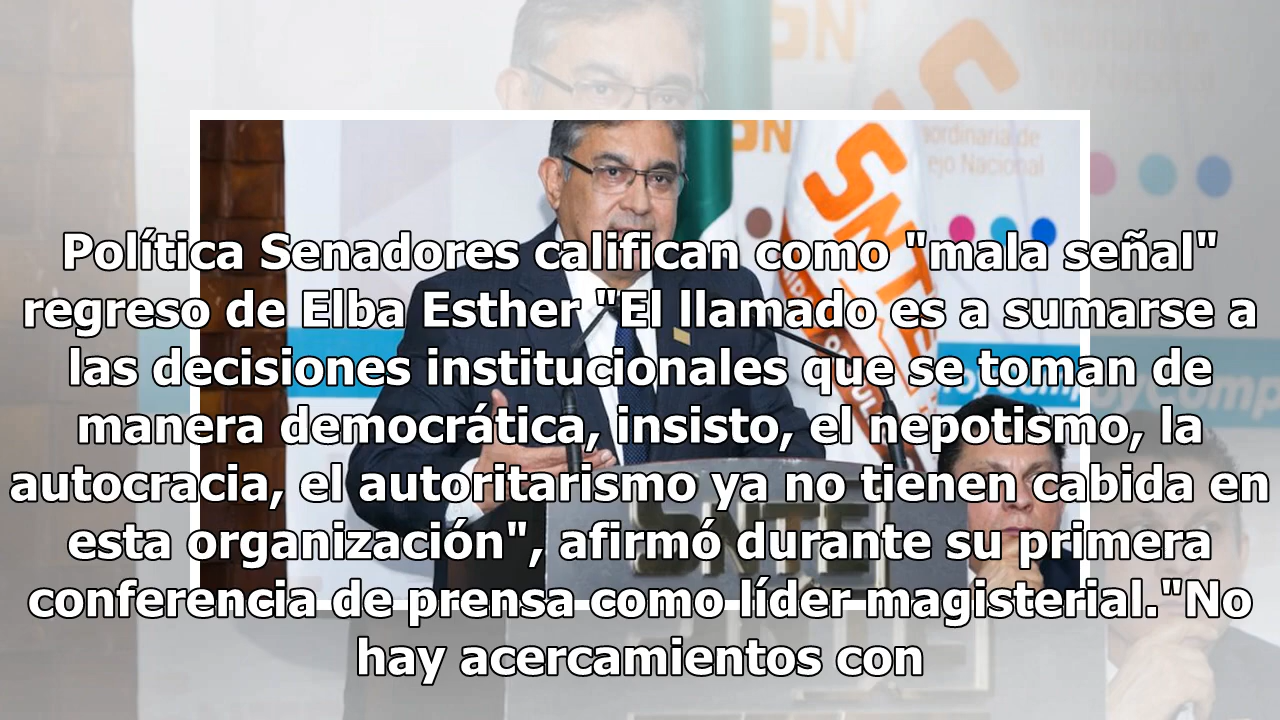 Política Senadores califican como "mala señal"
regreso de Elba Esther "El llamado es a sumarse a
las decisiones institucionales que se toman de
manera democrática, insisto, el nepotismo, la
autocracia, el autoritarismo ya no tienen cabida en
esta organización", afirmó durante su primera
conferencia de prensa como líder magisterial."No
hay acercamientos con
SNTE
SNTE